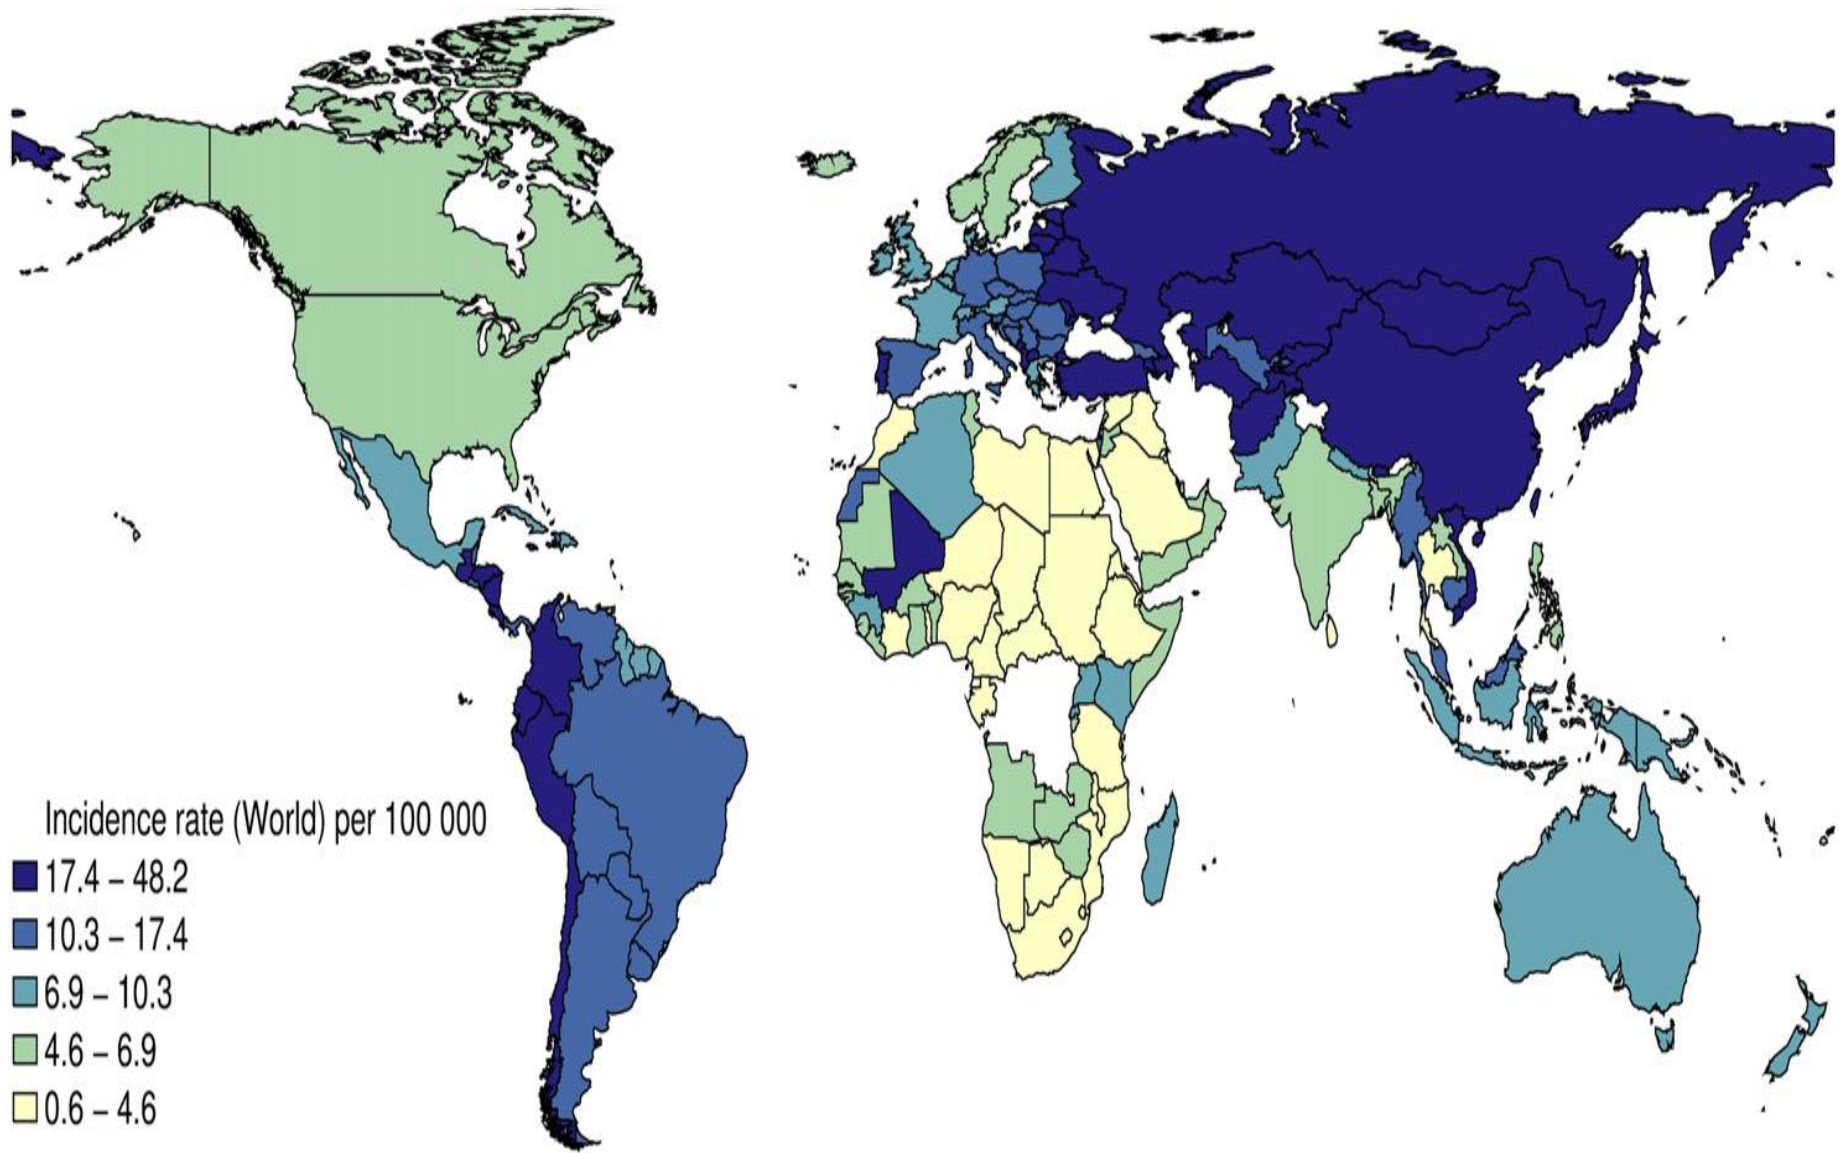 Incidence rate (World) per 100 000
17.4 – 48.2
10.3 – 17.4
6.9 – 10.3
4.6 – 6.9
0.6 – 4.6